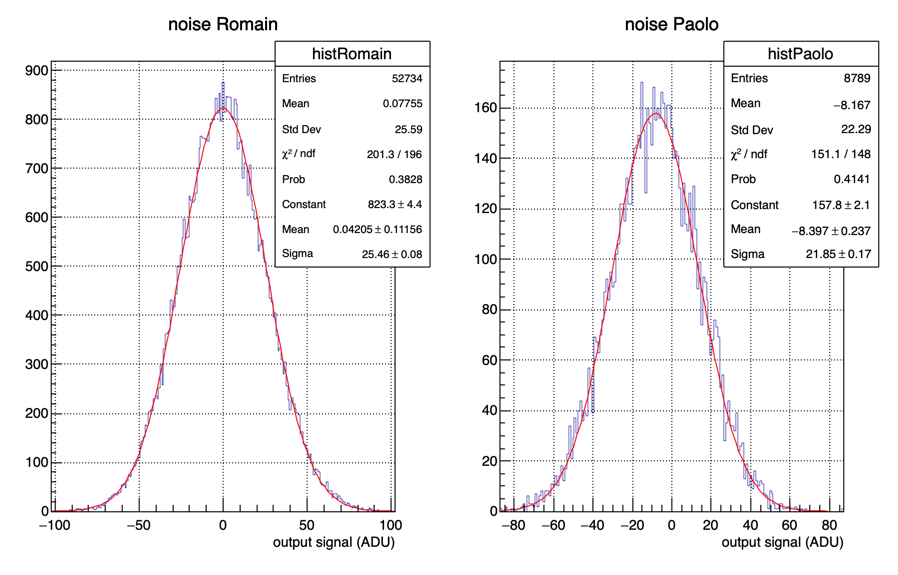 noise Romain
histRomain
Entries 52734
Mean 0.07755
Std Dev 25.59
χ² / ndf 201.3 / 196
Prob 0.3828
Constant 823.3 ± 4.4
Mean 0.04205 ± 0.11156
Sigma 25.46 ± 0.08
900
800
700
600
500
400
300
200
100
0
−100 −50 0 50 100
output signal (ADU)
noise Paolo
histPaolo
Entries 8789
Mean −8.167
Std Dev 22.29
χ² / ndf 151.1 / 148
Prob 0.4141
Constant 157.8 ± 2.1
Mean −8.397 ± 0.237
Sigma 21.85 ± 0.17
160
140
120
100
80
60
40
20
0
−80 −60 −40 −20 0 20 40 60 80
output signal (ADU)